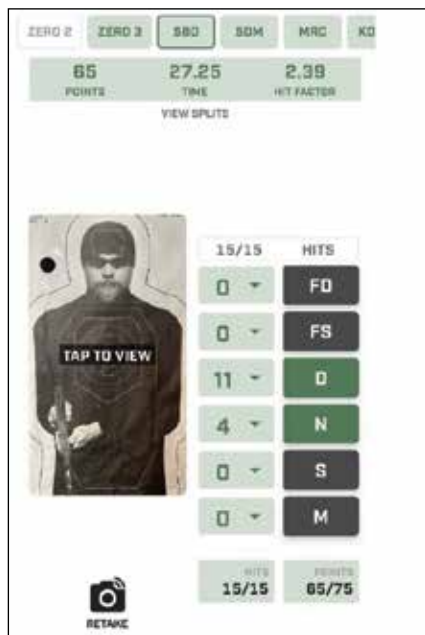 ZERO 2 ZERO 3 SBD SDM MRC KD
65 27.25 2.39
POINTS TIME HIT FACTOR
VIEW SPLITS
15/15 HITS
0 FD
0 FS
TAP TO VIEW
11 D
4 N
0 S
0 M
HITS POINTS
15/15 65/75
RETAKE